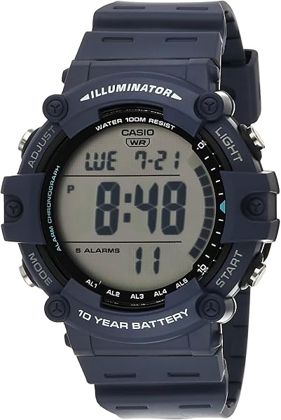 ILLUMINATOR
WATER 100M RESIST
CASIO
WR
ADJUST
LIGHT
ALARM CHRONOGRAPH
WE 7-21
P
8:48
5 ALARMS
11
AL1 AL2 AL3 AL4 AL5
MODE
START
10 YEAR BATTERY